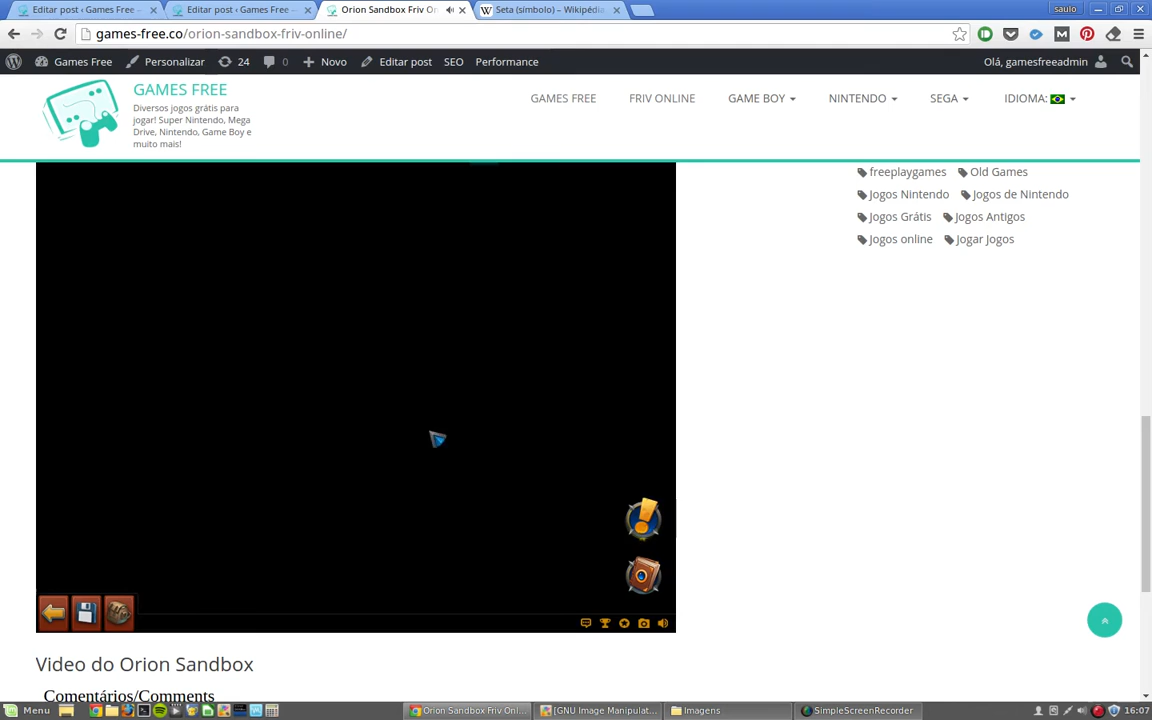 Editar post ‹ Games Free –
Editar post ‹ Games Free –
Orion Sandbox Friv On
Seta (símbolo) – Wikipédia
saulo
games-free.co/orion-sandbox-friv-online/
Games Free
Personalizar
24
0
Novo
Editar post
SEO
Performance
Olá, gamesfreeadmin
GAMES FREE
Diversos jogos grátis para
jogar! Super Nintendo, Mega
Drive, Nintendo, Game Boy e
muito mais!
GAMES FREE
FRIV ONLINE
GAME BOY
NINTENDO
SEGA
IDIOMA:
freeplaygames
Old Games
Jogos Nintendo
Jogos de Nintendo
Jogos Grátis
Jogos Antigos
Jogos online
Jogar Jogos
Video do Orion Sandbox
Comentários/Comments
Menu
Orion Sandbox Friv Onl...
[GNU Image Manipulat...
Imagens
SimpleScreenRecorder
16:07